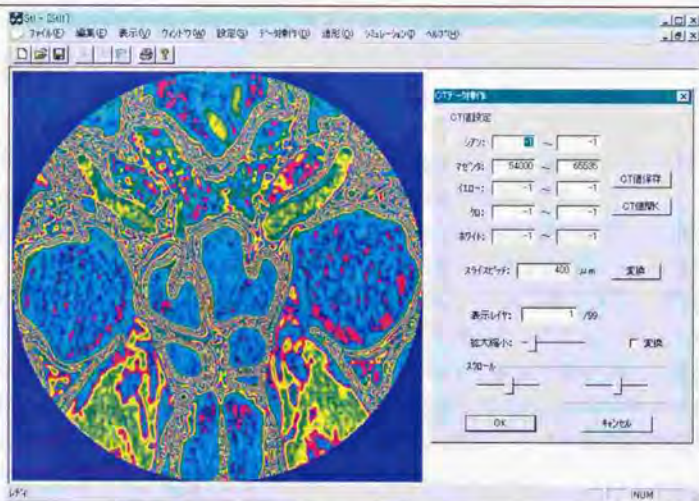 ファイル(F) 編集(E) 表示(V) ウィンドウ(W) 設定(S) データ操作(D) 造形(O) シミュレーション(I) ヘルプ(H)
CTデータ操作
CT値設定
シアン: -1 ～ -1
マゼンタ: 54000 ～ 65535
CT値保存
イエロー: -1 ～ -1
クロ: -1 ～ -1
CT値開く
ホワイト: -1 ～ -1
スライスピッチ: 400 μm 変換
表示レイヤ: 1 /99
拡大縮小: 変換
スクロール
OK キャンセル
レディ NUM